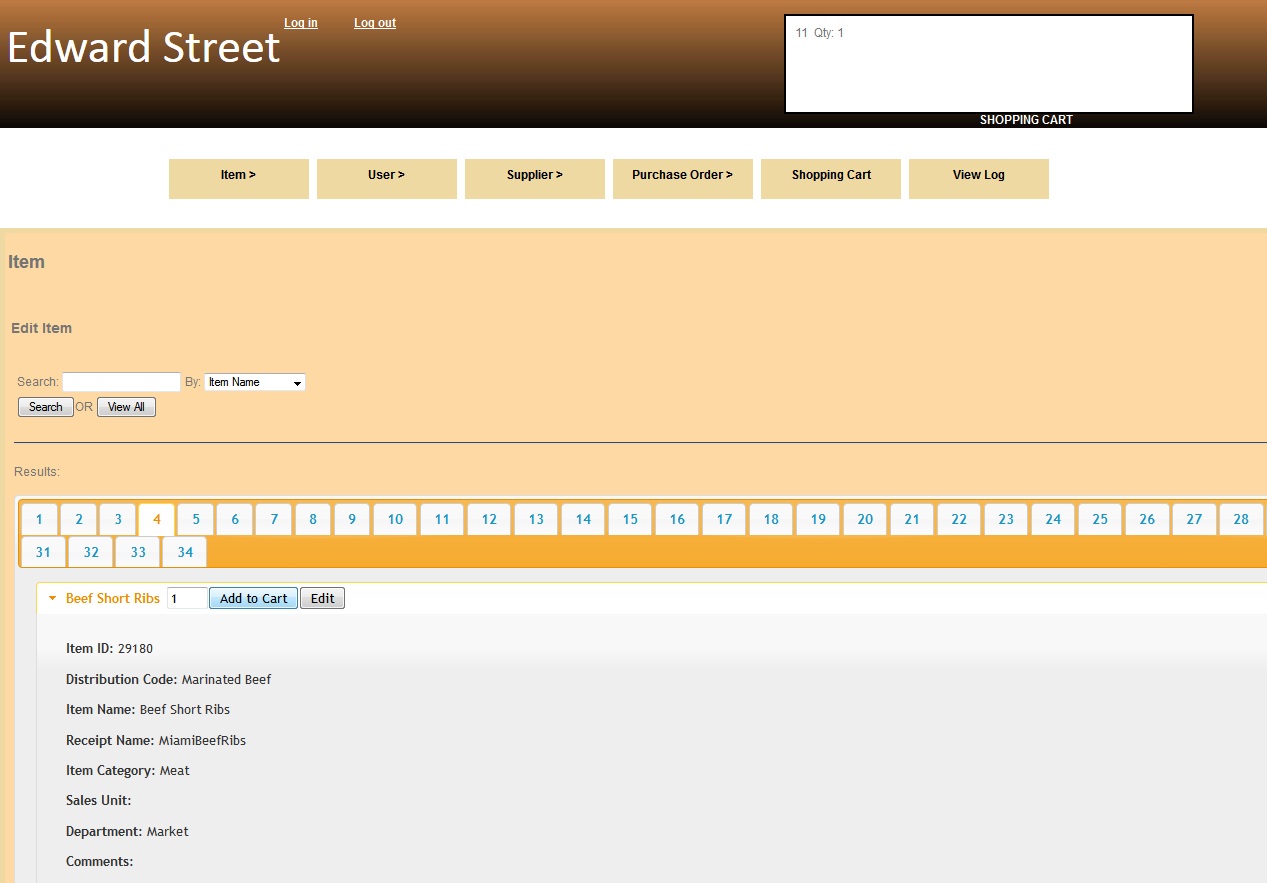 Log in Log out
Edward Street
11 Qty: 1
SHOPPING CART
Item > User > Supplier > Purchase Order > Shopping Cart View Log
Item
Edit Item
Search: By: Item Name
Search OR View All
Results:
1 2 3 4 5 6 7 8 9 10 11 12 13 14 15 16 17 18 19 20 21 22 23 24 25 26 27 28
31 32 33 34
Beef Short Ribs 1 Add to Cart Edit
Item ID: 29180
Distribution Code: Marinated Beef
Item Name: Beef Short Ribs
Receipt Name: MiamiBeefRibs
Item Category: Meat
Sales Unit:
Department: Market
Comments: